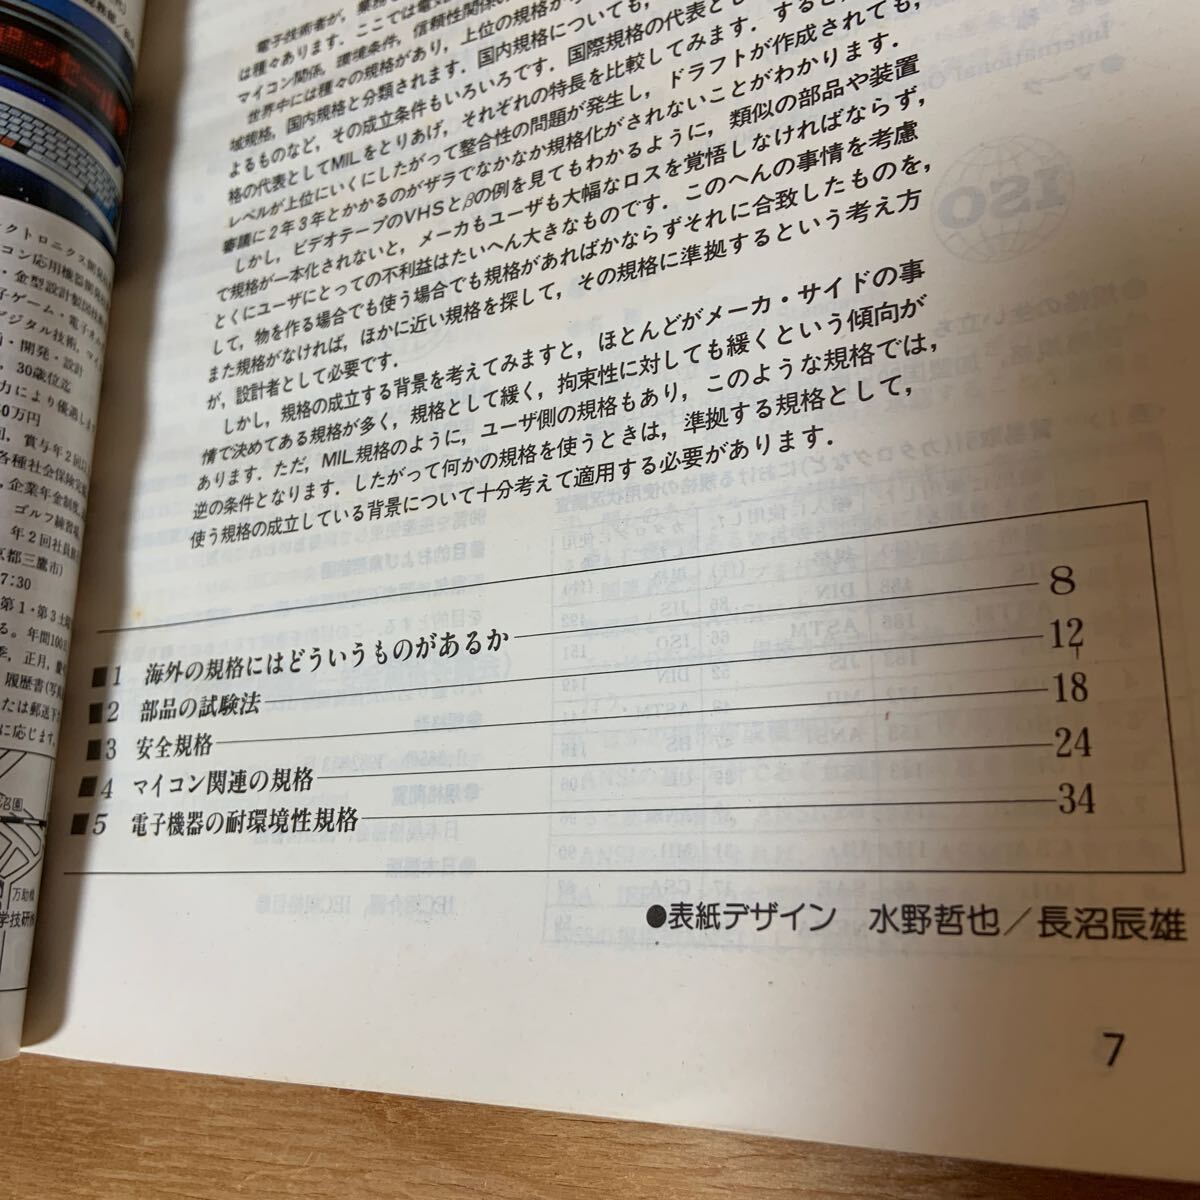 電子技術者が，業務
は種々あります．ここでは電気
マイコン関係，環境条件，信頼性関係の
世界中には種々の規格があり，上位の規格から
域規格，国内規格と分類されます．国内規格についても，
よるものなど，その成立条件もいろいろです．国際規格の代表とし
格の代表としてMILをとりあげ，それぞれの特長を比較してみます．すると，
レベルが上位にいくにしたがって整合性の問題が発生し，ドラフトが作成されても，
審議に2年3年とかかるのがザラでなかなか規格化がされないことがわかります．
しかし，ビデオテープのVHSとβの例を見てもわかるように，類似の部品や装置
で規格が一本化されないと，メーカもユーザも大幅なロスを覚悟しなければならず，
とくにユーザにとっての不利益はたいへん大きなものです．このへんの事情を考慮
して，物を作る場合でも使う場合でも規格があればかならずそれに合致したものを，
また規格がなければ，ほかに近い規格を探して，その規格に準拠するという考え方
が，設計者として必要です．
しかし，規格の成立する背景を考えてみますと，ほとんどがメーカ・サイドの事
情で決めてある規格が多く，規格として緩く，拘束性に対しても緩くという傾向が
あります．ただ，MIL規格のように，ユーザ側の規格もあり，このような規格では，
逆の条件となります．したがって何かの規格を使うときは，準拠する規格として，
使う規格の成立している背景について十分考えて適用する必要があります．
■1 海外の規格にはどういうものがあるか 8
■2 部品の試験法 12
■3 安全規格 18
■4 マイコン関連の規格 24
■5 電子機器の耐環境性規格 34
●表紙デザイン 水野哲也／長沼辰雄
7